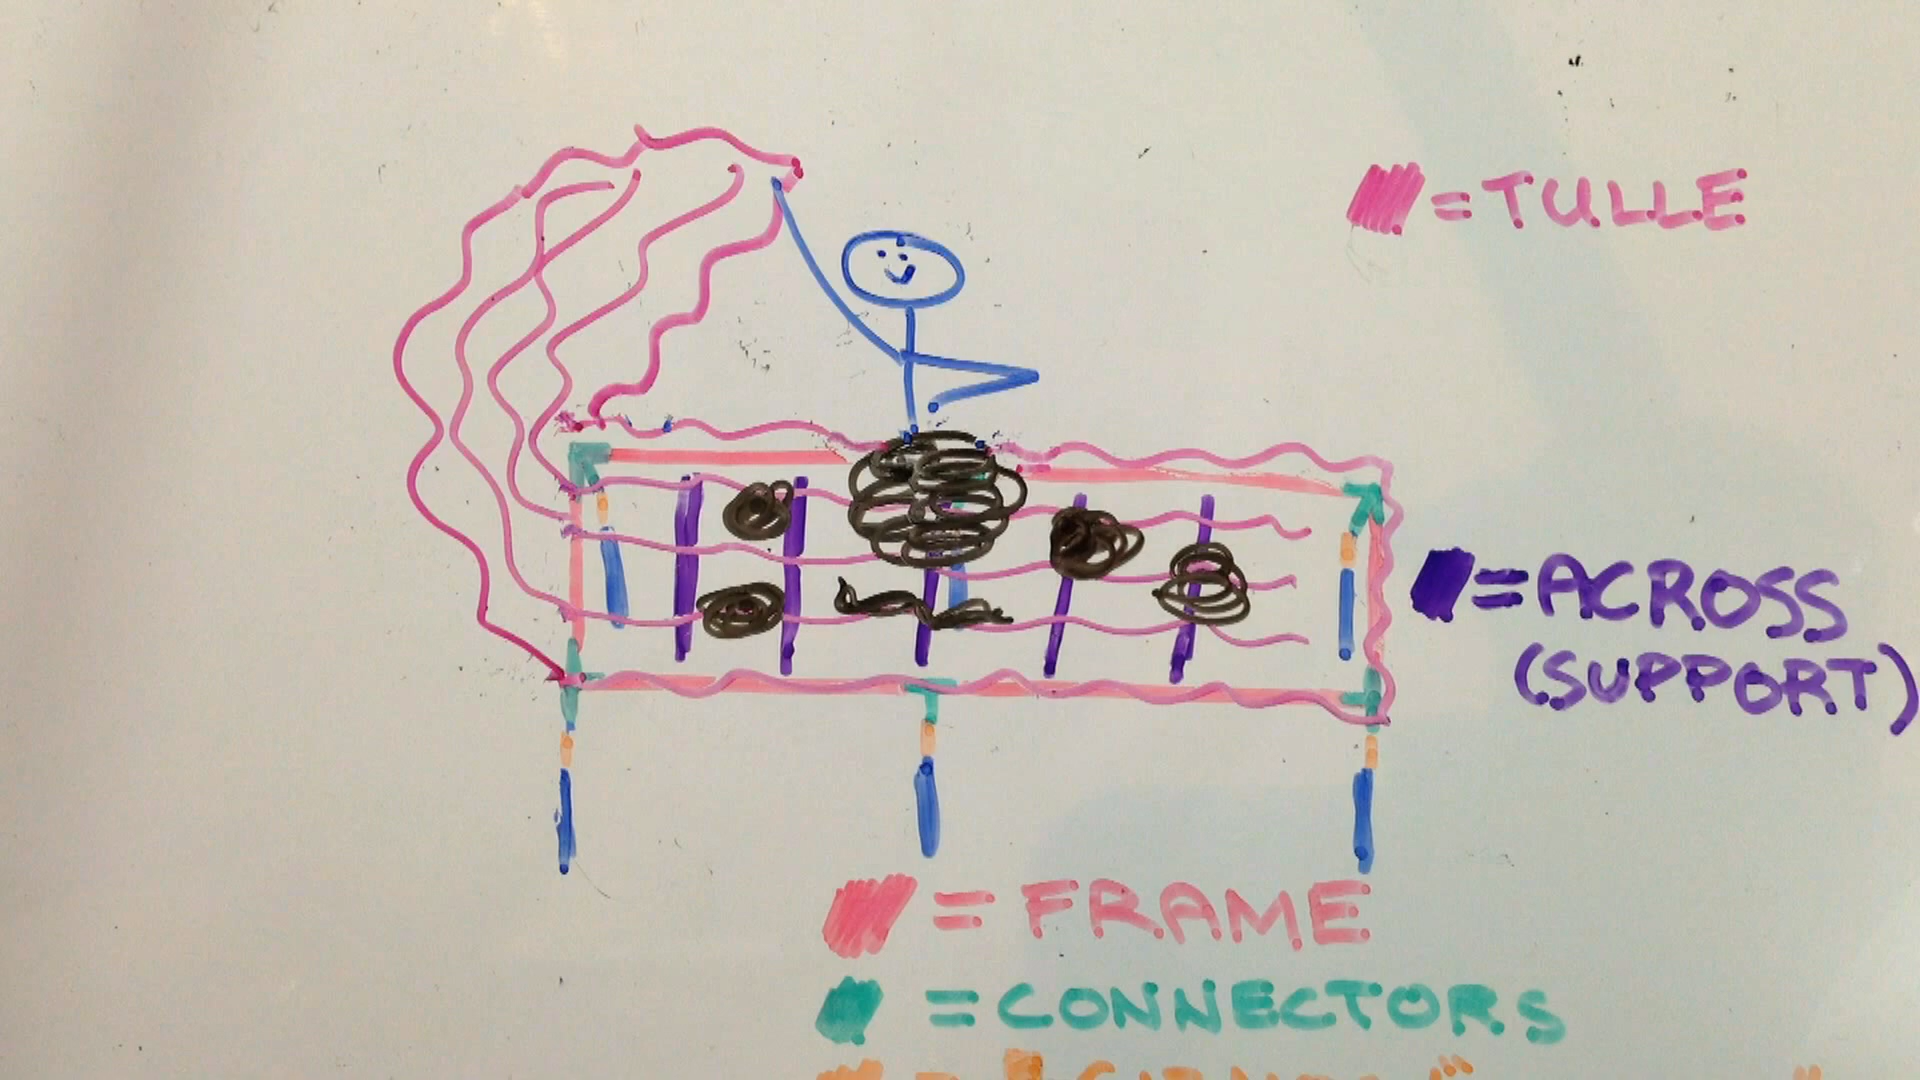 = TULLE
= ACROSS
(SUPPORT)
= FRAME
= CONNECTORS